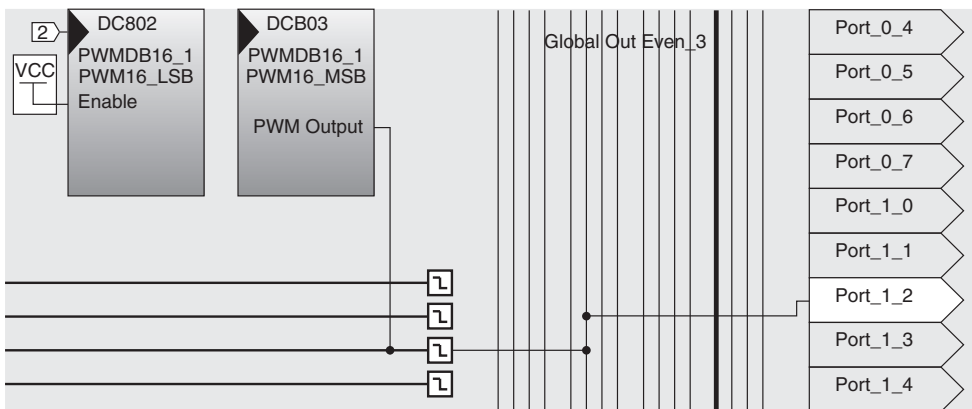 2
VCC
DC802
PWMDB16_1
PWM16_LSB
Enable
DCB03
PWMDB16_1
PWM16_MSB
PWM Output
Global Out Even_3
Port_0_4
Port_0_5
Port_0_6
Port_0_7
Port_1_0
Port_1_1
Port_1_2
Port_1_3
Port_1_4